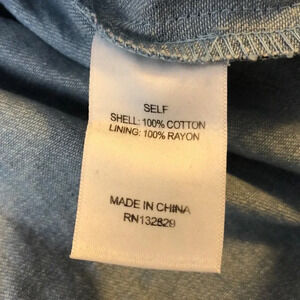 SELF
SHELL: 100% COTTON
LINING: 100% RAYON
MADE IN CHINA
RN132829